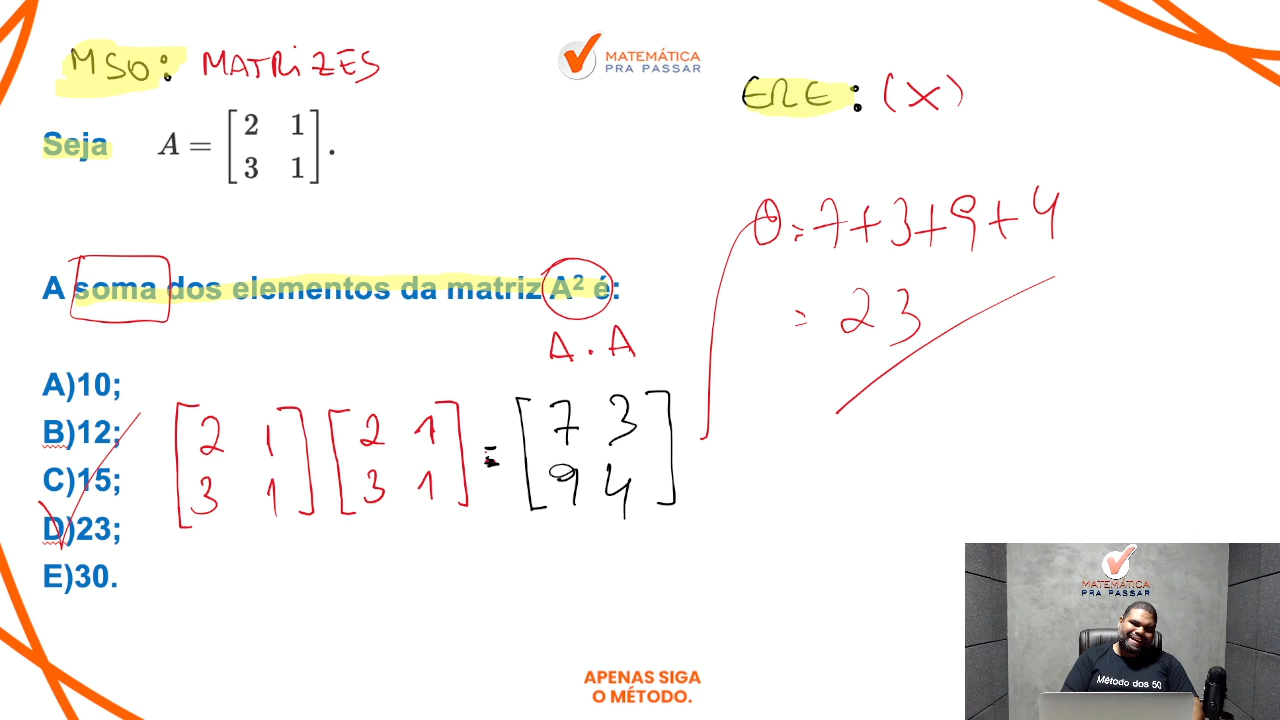 MSO: MATRIZES
MATEMÁTICA
PRA PASSAR
ERE: (X)
Seja A = [2 1
3 1].
θ = 7+3+9+4
= 23
A soma dos elementos da matriz A² é:
A . A
A)10;
B)12;
C)15;
D)23;
E)30.
[2 1 [2 1 = [7 3
3 1] 3 1] 9 4]
MATEMÁTICA
PRA PASSAR
Método dos 50
APENAS SIGA
O MÉTODO.